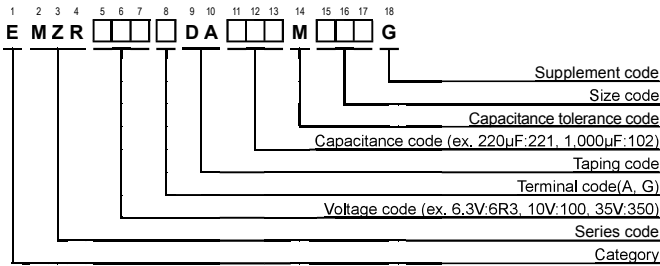 1 2 3 4 5 6 7 8 9 10 11 12 13 14 15 16 17 18
E M Z R D A M G
Supplement code
Size code
Capacitance tolerance code
Capacitance code (ex. 220µF:221, 1,000µF:102)
Taping code
Terminal code(A, G)
Voltage code (ex. 6.3V:6R3, 10V:100, 35V:350)
Series code
Category